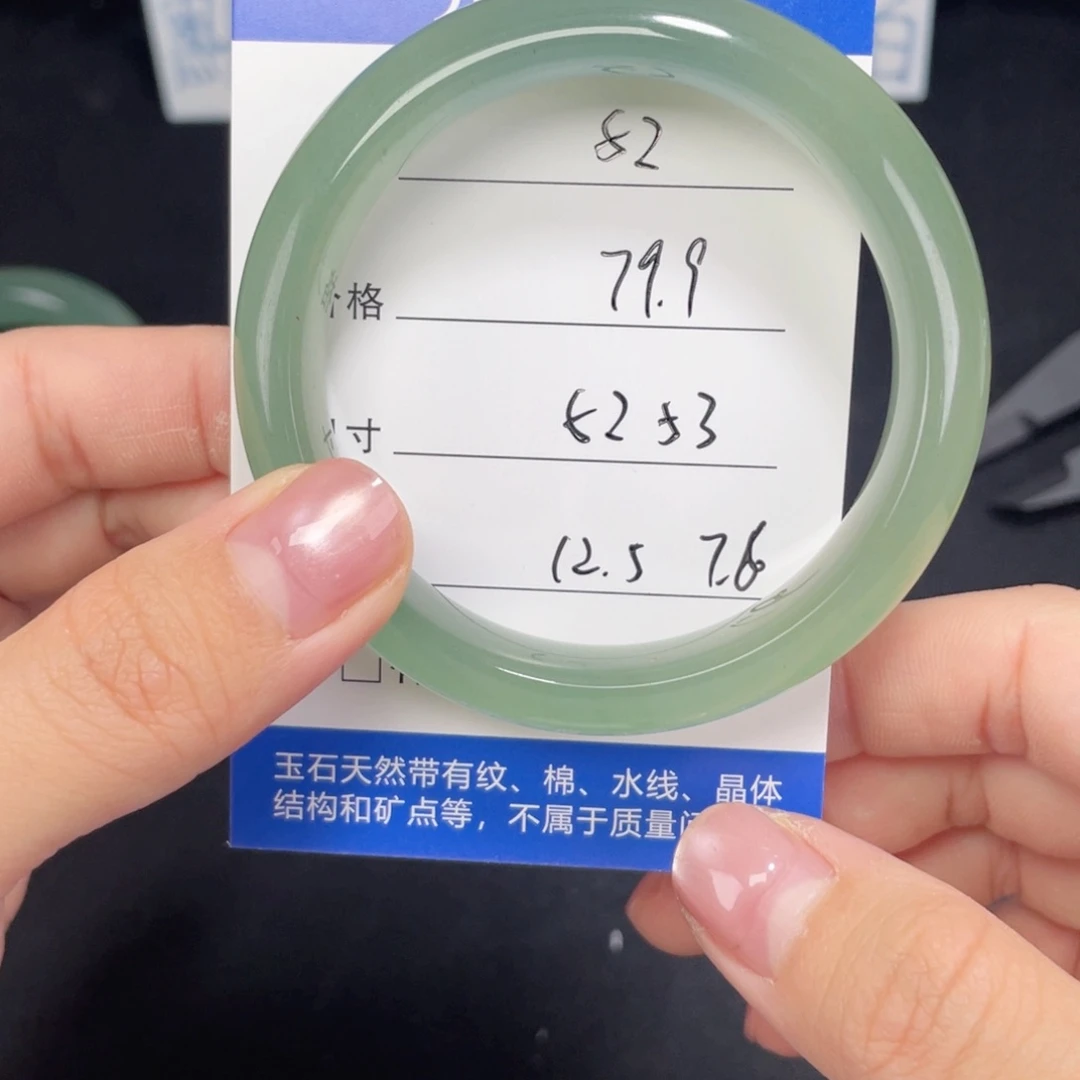 82
格 79.9
寸 52 53
12.5 7.6
玉石天然带有纹、棉、水线、晶体
结构和矿点等，不属于质量